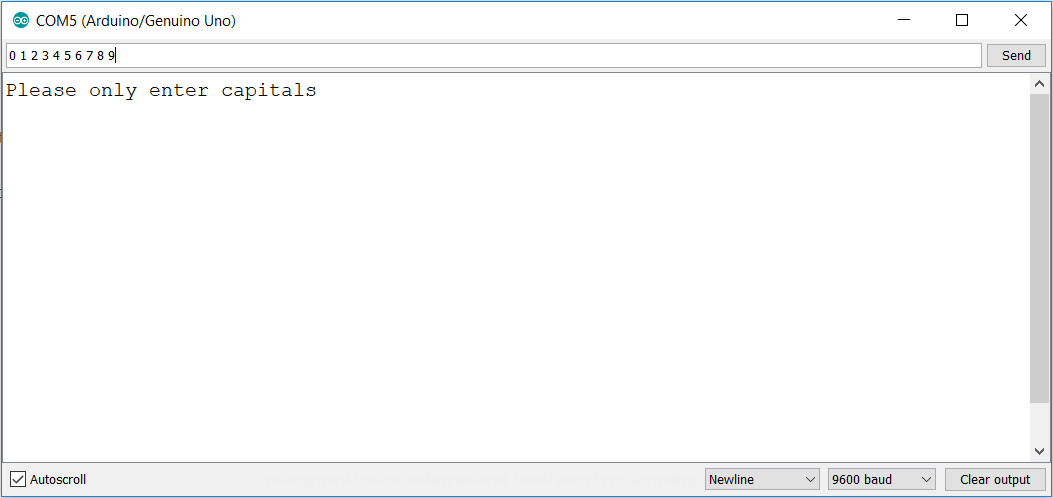 COM5 (Arduino/Genuino Uno)
0 1 2 3 4 5 6 7 8 9
Send
Please only enter capitals
Autoscroll
Newline
9600 baud
Clear output